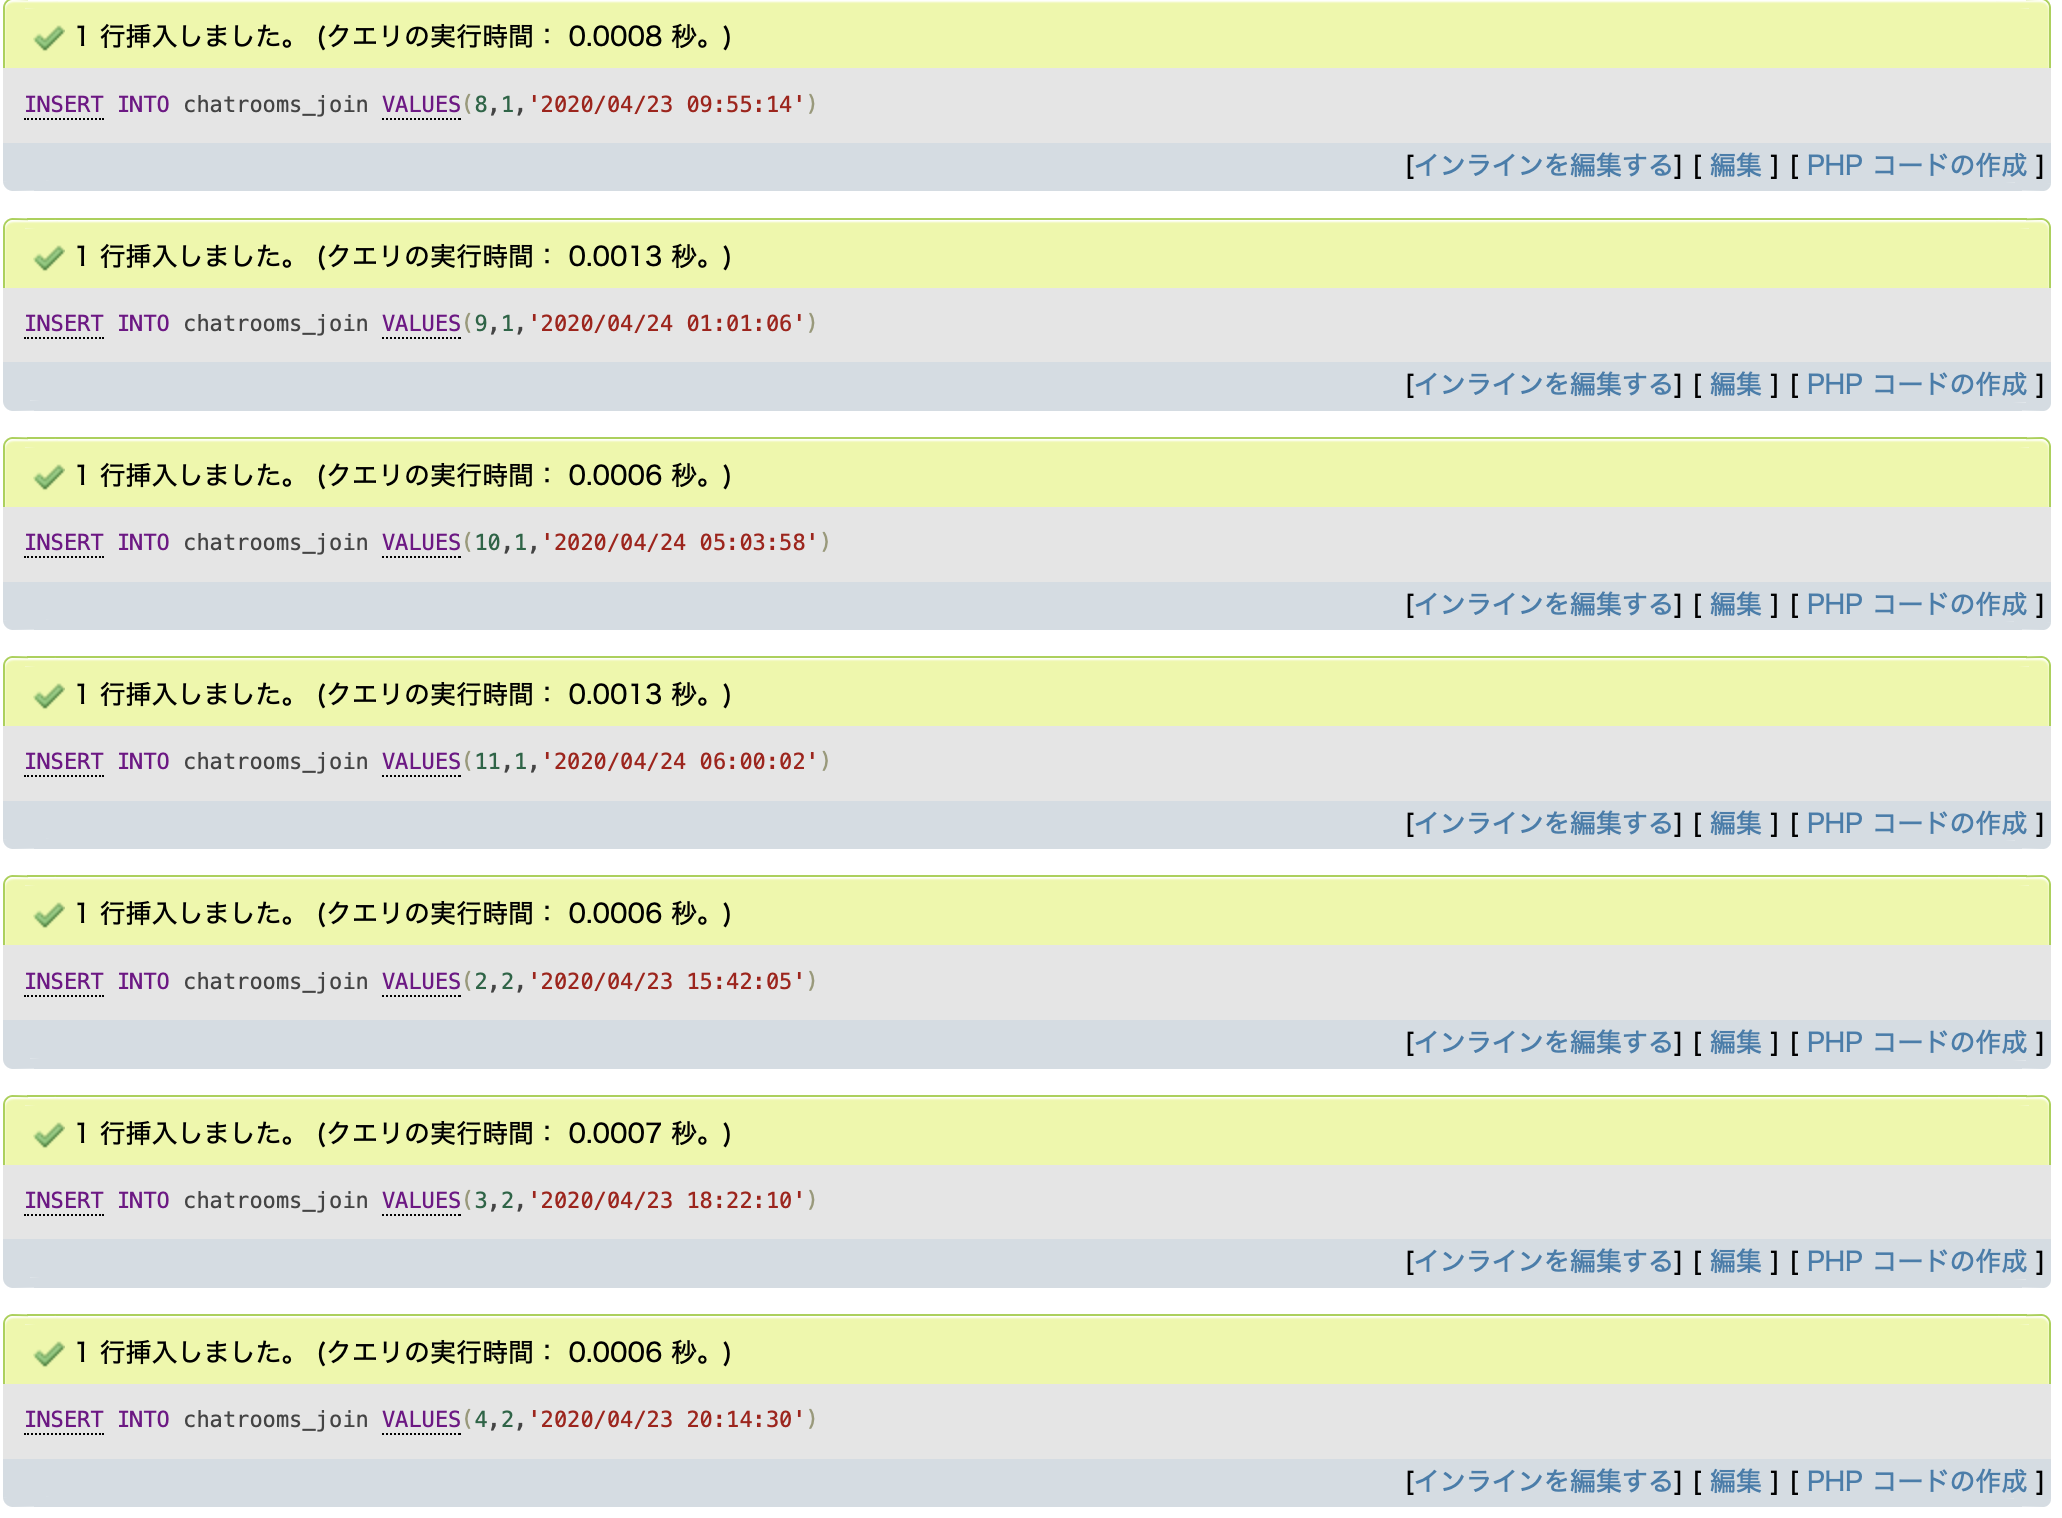 1 行挿入しました。 (クエリの実行時間： 0.0008 秒。)
INSERT INTO chatrooms_join VALUES(8,1,'2020/04/23 09:55:14')
[インラインを編集する] [ 編集 ] [ PHP コードの作成 ]
1 行挿入しました。 (クエリの実行時間： 0.0013 秒。)
INSERT INTO chatrooms_join VALUES(9,1,'2020/04/24 01:01:06')
[インラインを編集する] [ 編集 ] [ PHP コードの作成 ]
1 行挿入しました。 (クエリの実行時間： 0.0006 秒。)
INSERT INTO chatrooms_join VALUES(10,1,'2020/04/24 05:03:58')
[インラインを編集する] [ 編集 ] [ PHP コードの作成 ]
1 行挿入しました。 (クエリの実行時間： 0.0013 秒。)
INSERT INTO chatrooms_join VALUES(11,1,'2020/04/24 06:00:02')
[インラインを編集する] [ 編集 ] [ PHP コードの作成 ]
1 行挿入しました。 (クエリの実行時間： 0.0006 秒。)
INSERT INTO chatrooms_join VALUES(2,2,'2020/04/23 15:42:05')
[インラインを編集する] [ 編集 ] [ PHP コードの作成 ]
1 行挿入しました。 (クエリの実行時間： 0.0007 秒。)
INSERT INTO chatrooms_join VALUES(3,2,'2020/04/23 18:22:10')
[インラインを編集する] [ 編集 ] [ PHP コードの作成 ]
1 行挿入しました。 (クエリの実行時間： 0.0006 秒。)
INSERT INTO chatrooms_join VALUES(4,2,'2020/04/23 20:14:30')
[インラインを編集する] [ 編集 ] [ PHP コードの作成 ]